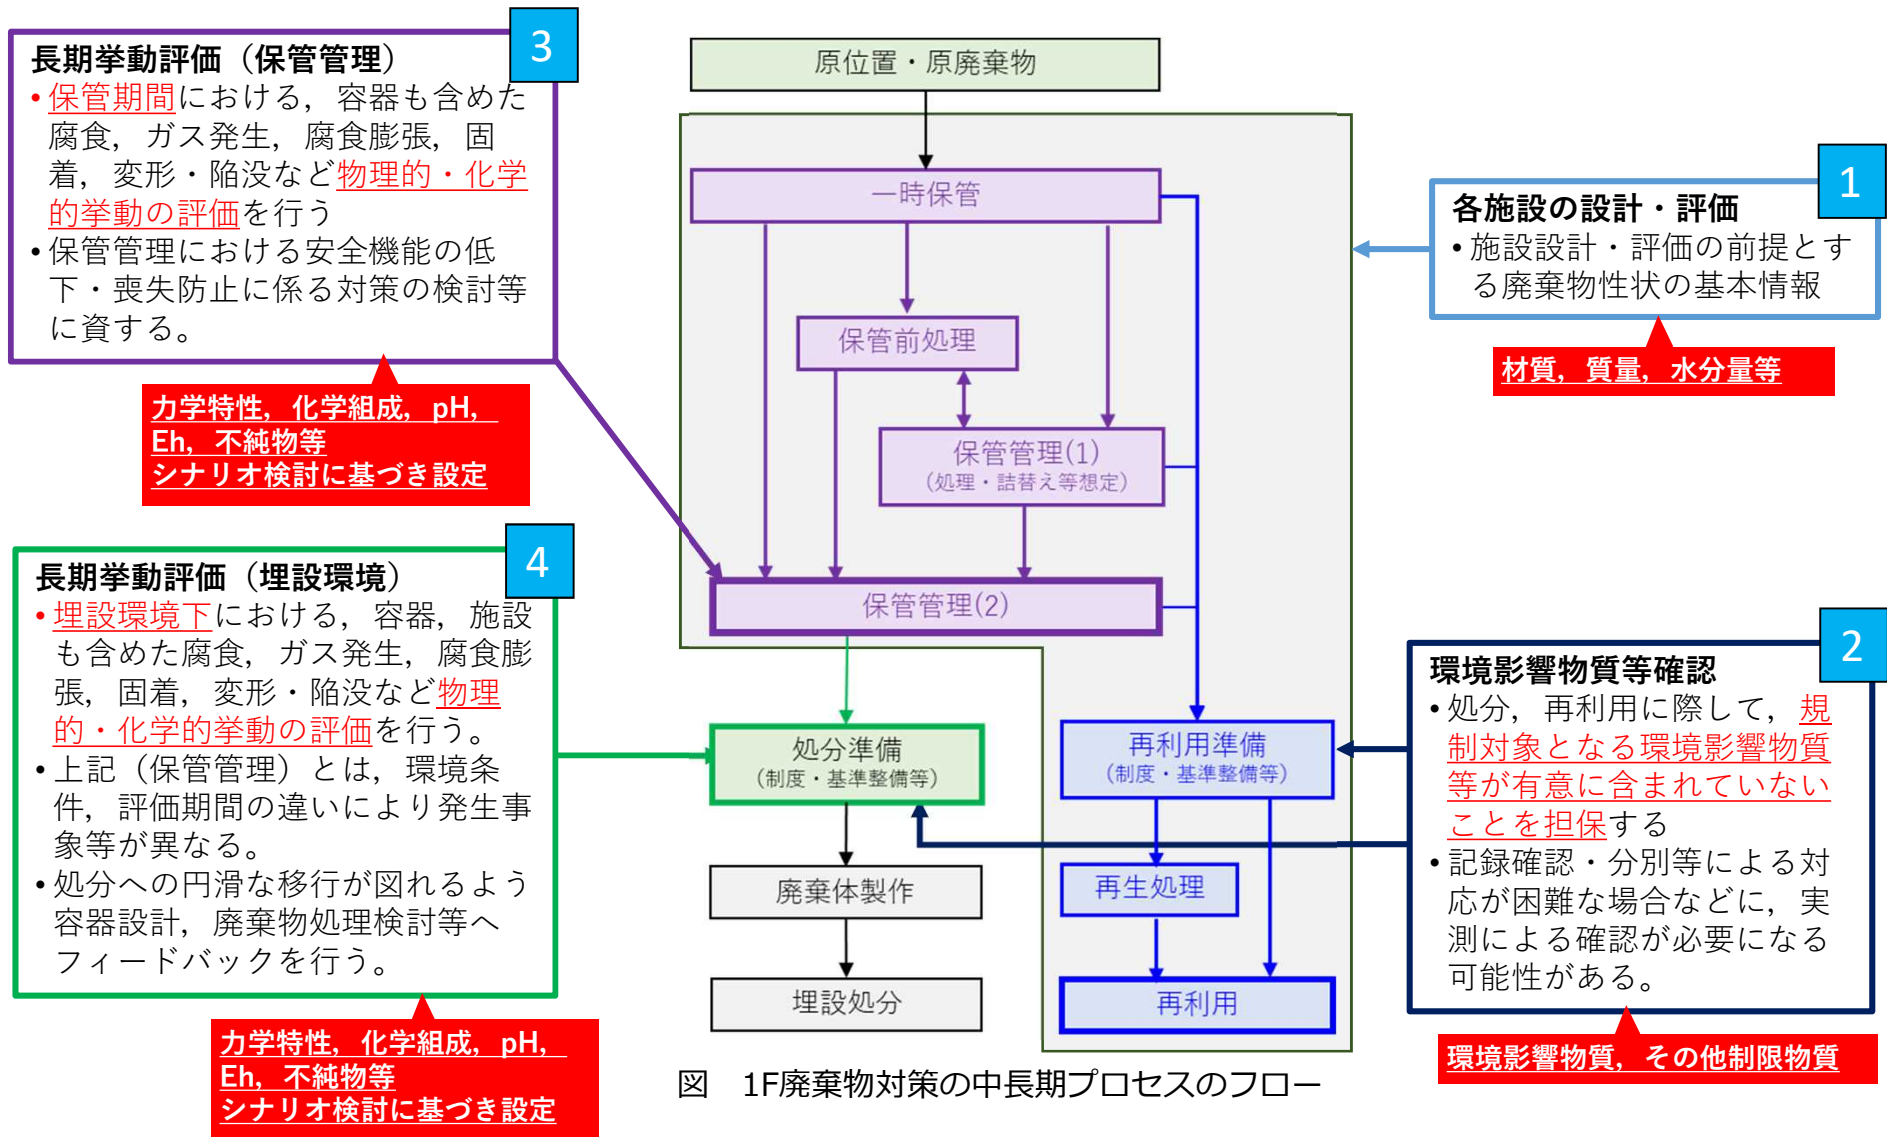 3
長期挙動評価（保管管理）
•保管期間における，容器も含めた
腐食，ガス発生，腐食膨張，固
着，変形・陥没など物理的・化学
的挙動の評価を行う
•保管管理における安全機能の低
下・喪失防止に係る対策の検討等
に資する。
力学特性，化学組成，pH，
Eh，不純物等
シナリオ検討に基づき設定
4
長期挙動評価（埋設環境）
•埋設環境下における，容器，施設
も含めた腐食，ガス発生，腐食膨
張，固着，変形・陥没など物理
的・化学的挙動の評価を行う。
•上記（保管管理）とは，環境条
件，評価期間の違いにより発生事
象等が異なる。
•処分への円滑な移行が図れるよう
容器設計，廃棄物処理検討等へ
フィードバックを行う。
力学特性，化学組成，pH，
Eh，不純物等
シナリオ検討に基づき設定
原位置・原廃棄物
一時保管
保管前処理
保管管理(1)
（処理・詰替え等想定）
保管管理(2)
処分準備
（制度・基準整備等）
再利用準備
（制度・基準整備等）
廃棄体製作
再生処理
埋設処分
再利用
図　1F廃棄物対策の中長期プロセスのフロー
1
各施設の設計・評価
•施設設計・評価の前提とす
る廃棄物性状の基本情報
材質，質量，水分量等
2
環境影響物質等確認
•処分，再利用に際して，規
制対象となる環境影響物質
等が有意に含まれていない
ことを担保する
•記録確認・分別等による対
応が困難な場合などに，実
測による確認が必要になる
可能性がある。
環境影響物質，その他制限物質